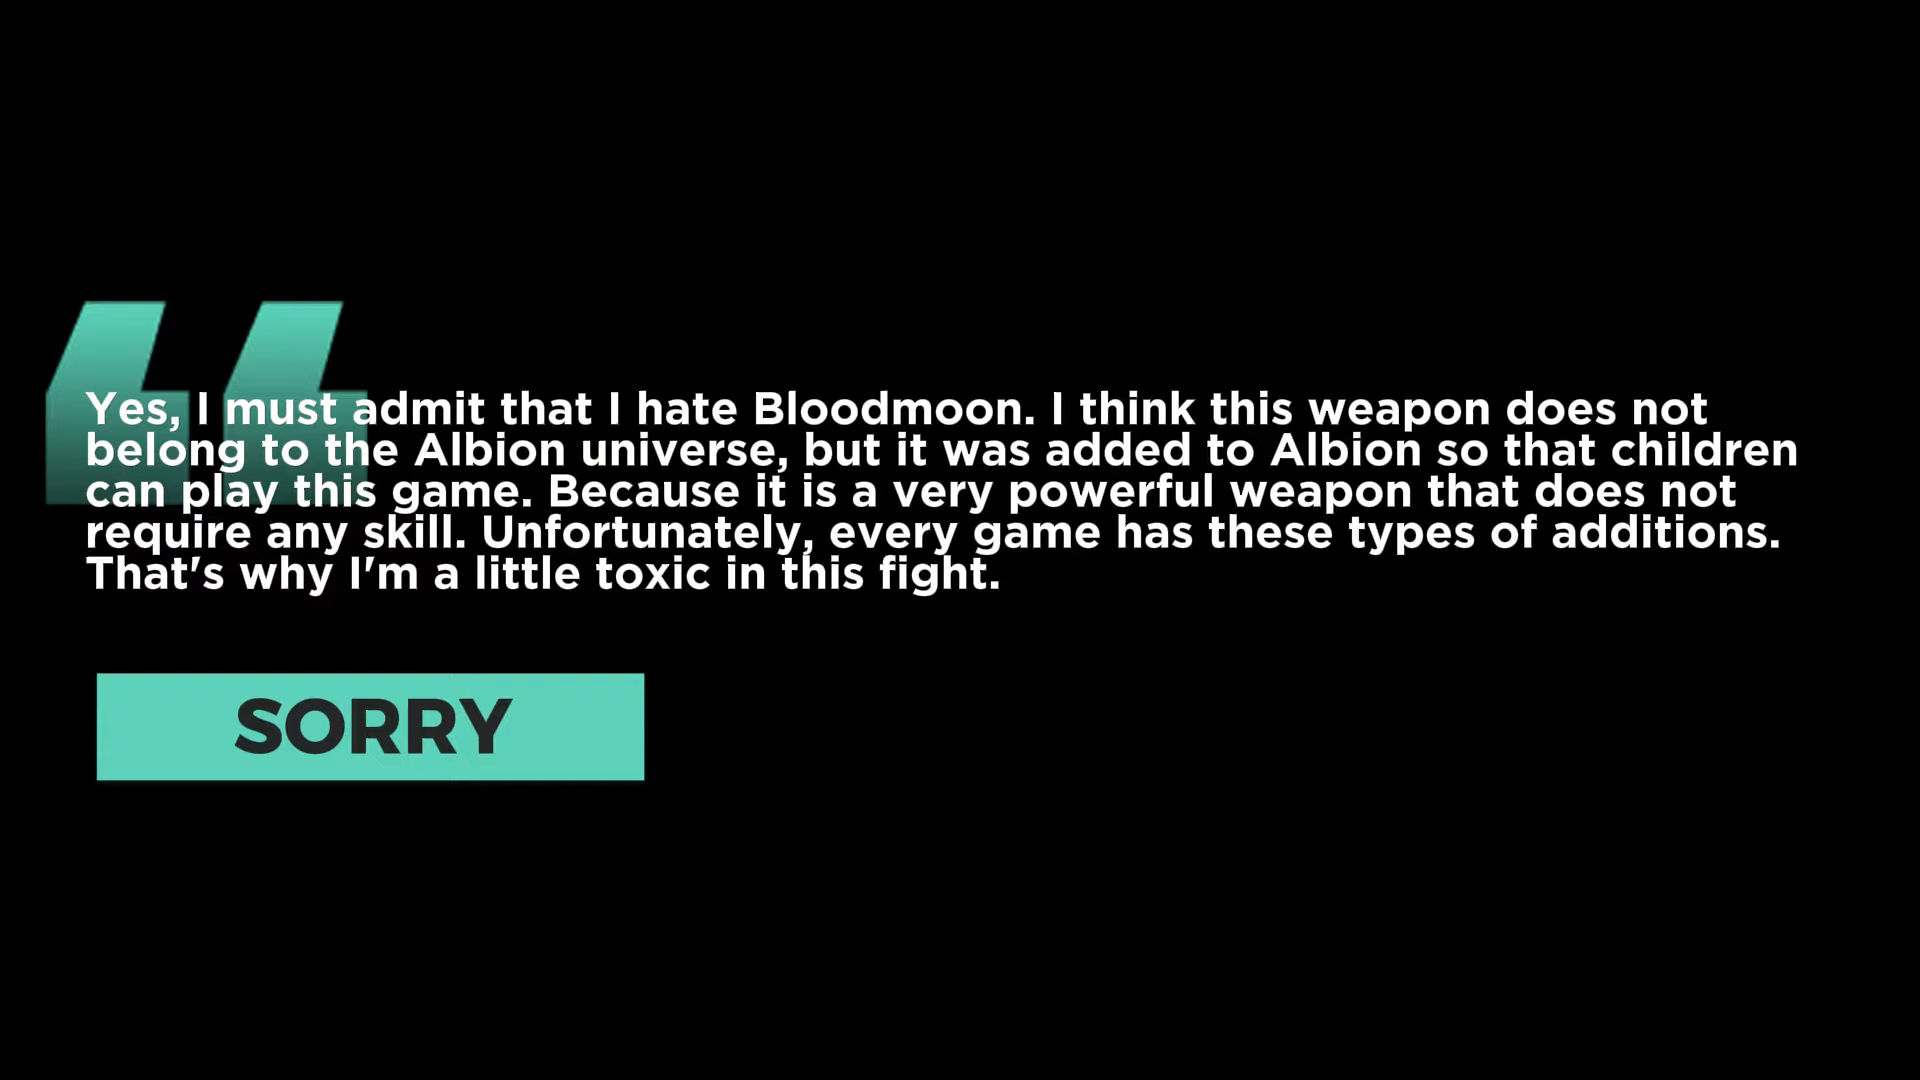 Yes, I must admit that I hate Bloodmoon. I think this weapon does not
belong to the Albion universe, but it was added to Albion so that children
can play this game. Because it is a very powerful weapon that does not
require any skill. Unfortunately, every game has these types of additions.
That's why I'm a little toxic in this fight.
SORRY